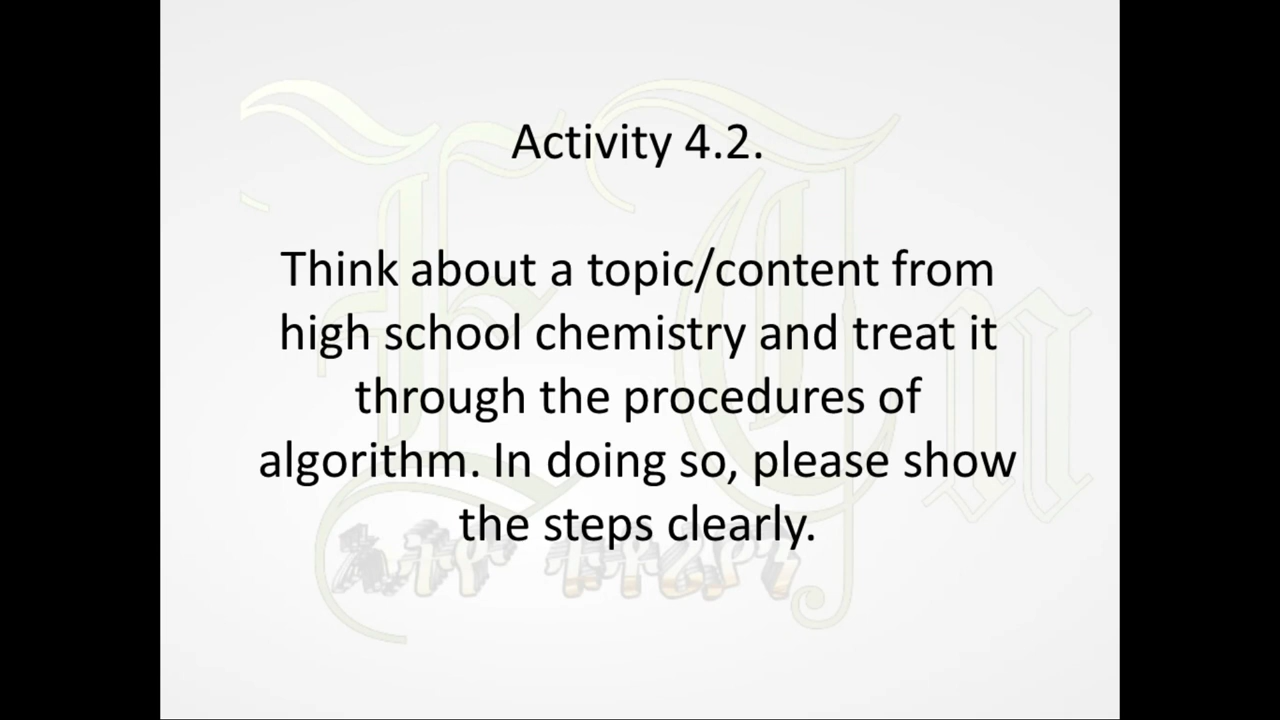 Activity 4.2.
Think about a topic/content from
high school chemistry and treat it
through the procedures of
algorithm. In doing so, please show
the steps clearly.